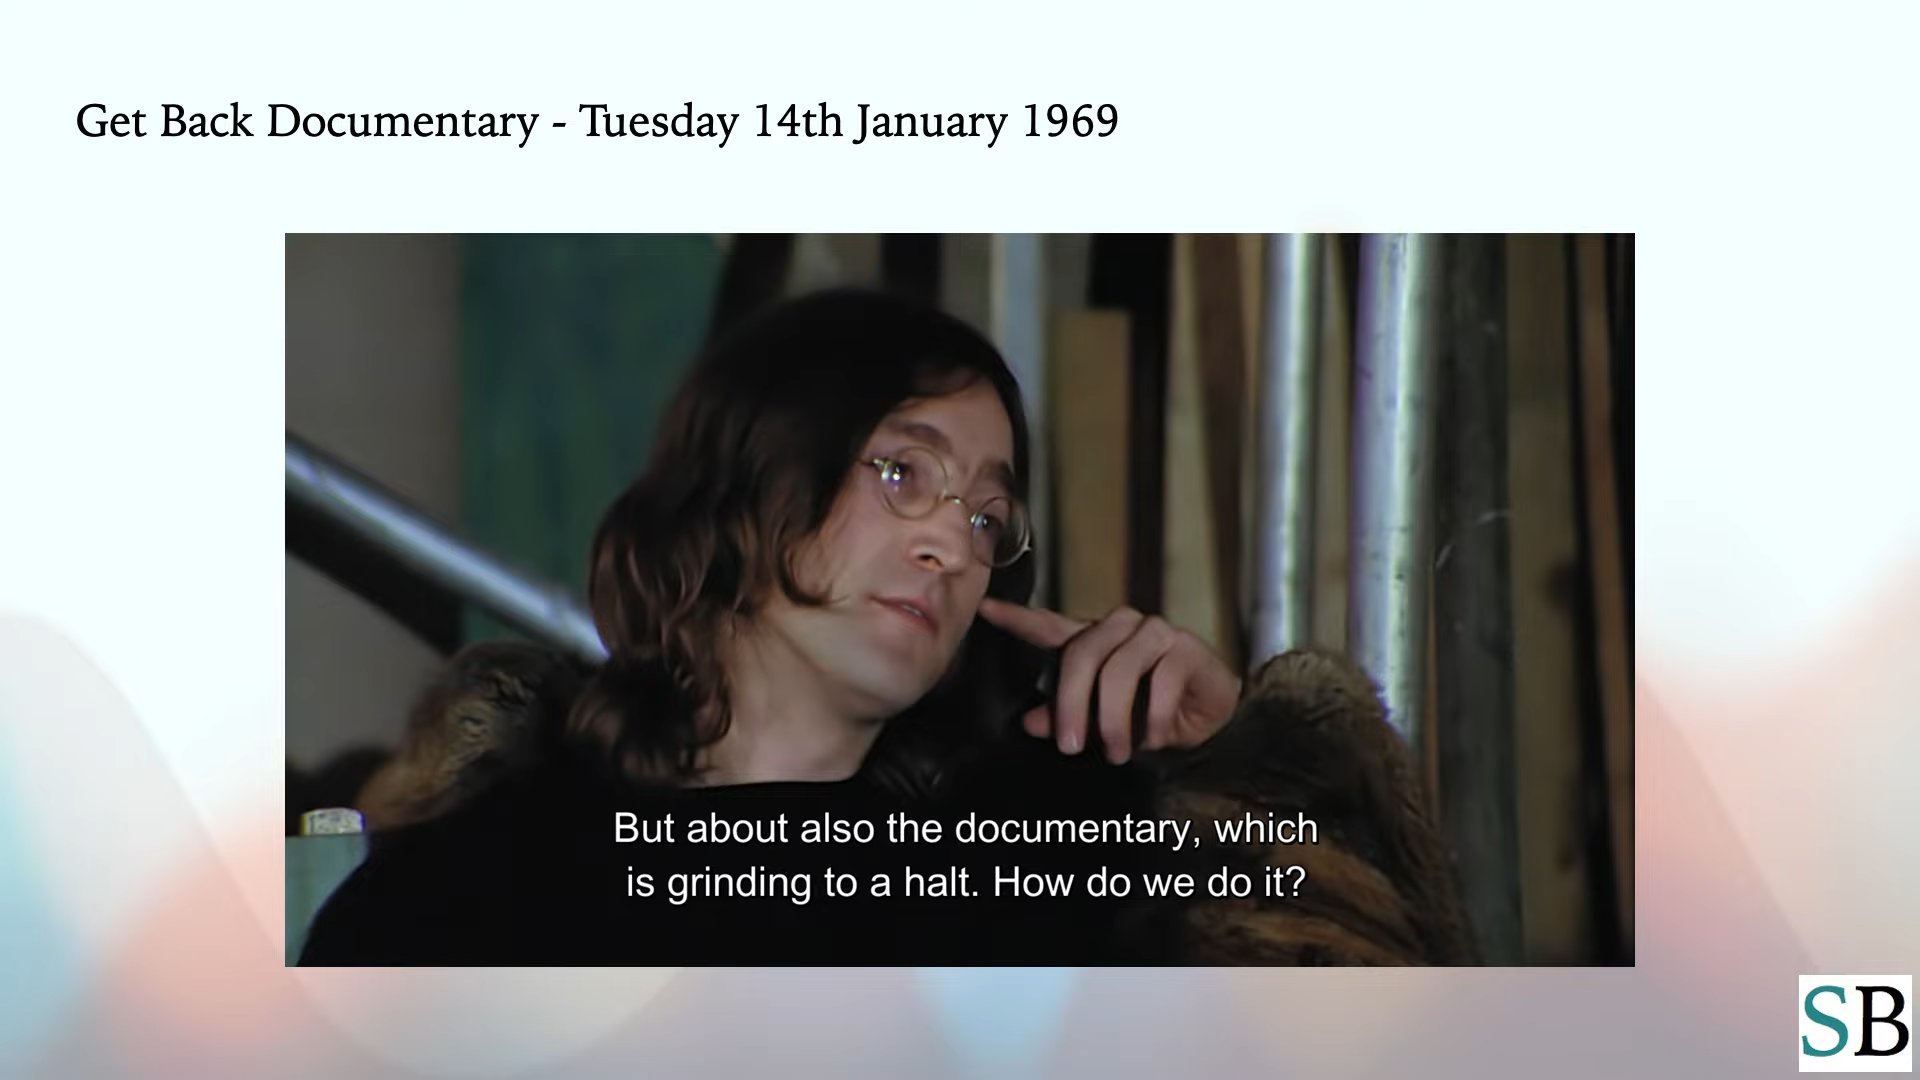 Get Back Documentary - Tuesday 14th January 1969
But about also the documentary, which
is grinding to a halt. How do we do it?
SB